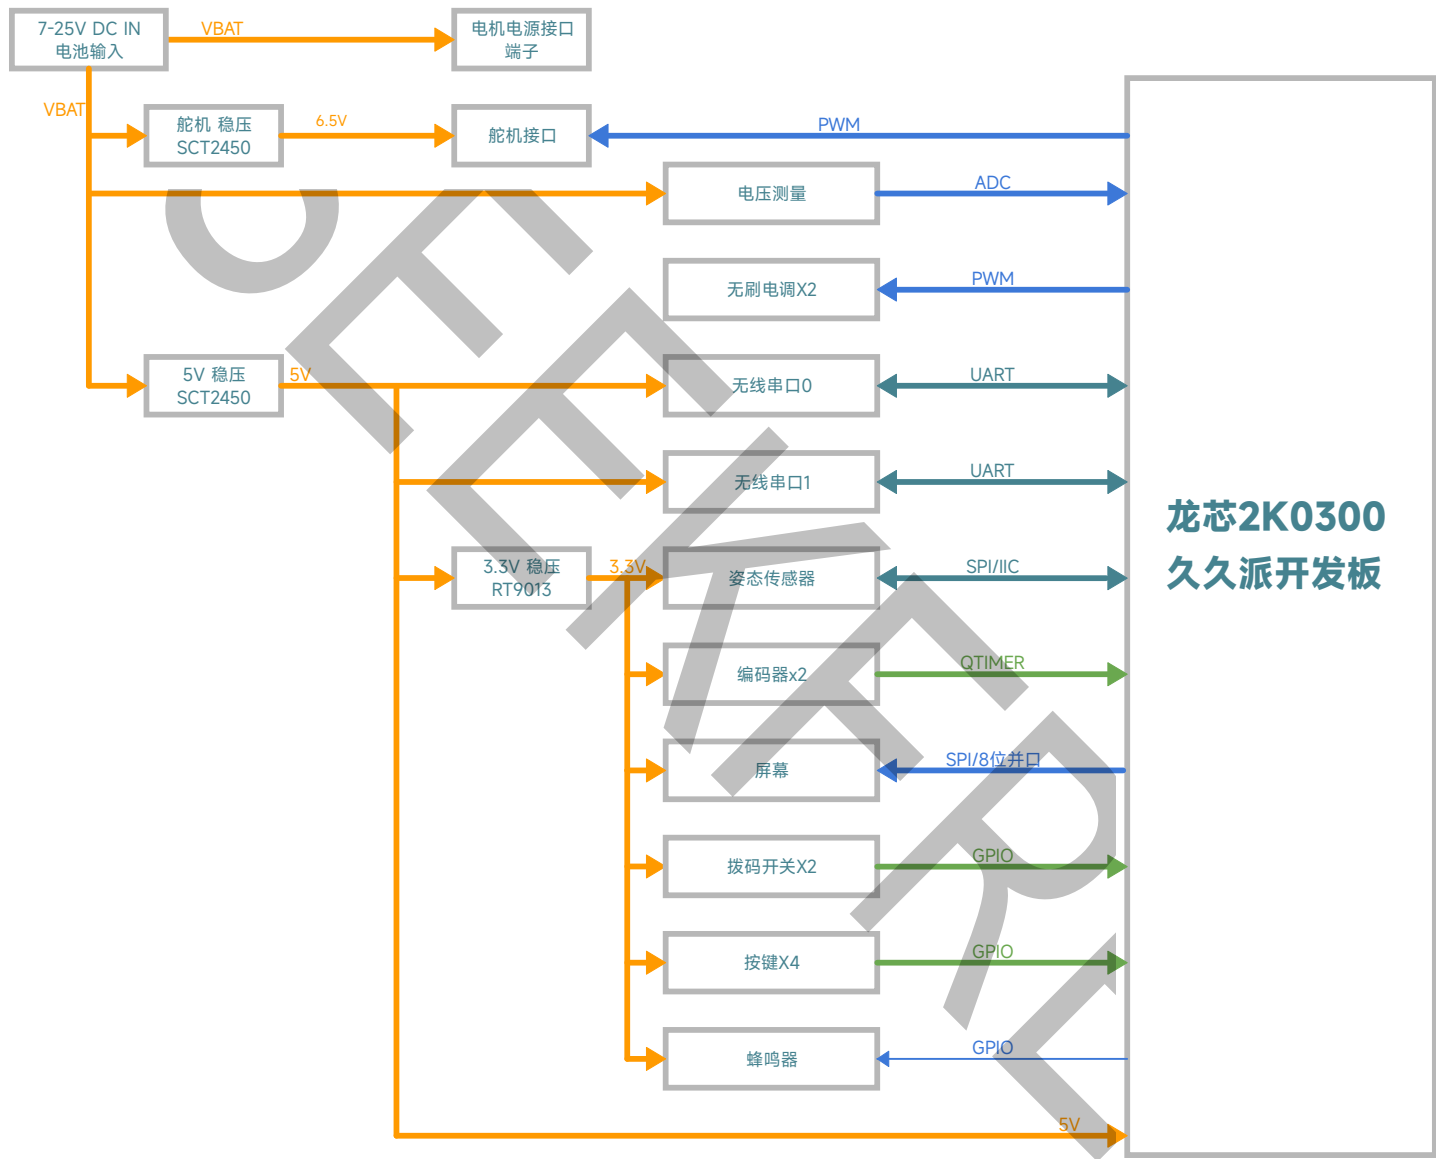 7-25V DC IN
电池输入
VBAT
电机电源接口
端子
VBAT
舵机 稳压
SCT2450
6.5V
舵机接口
PWM
电压测量
ADC
无刷电调X2
PWM
5V 稳压
SCT2450
5V
无线串口0
UART
无线串口1
UART
3.3V 稳压
RT9013
3.3V
姿态传感器
SPI/IIC
编码器x2
QTIMER
屏幕
SPI/8位并口
拨码开关X2
GPIO
按键X4
GPIO
蜂鸣器
GPIO
5V
龙芯2K0300
久久派开发板